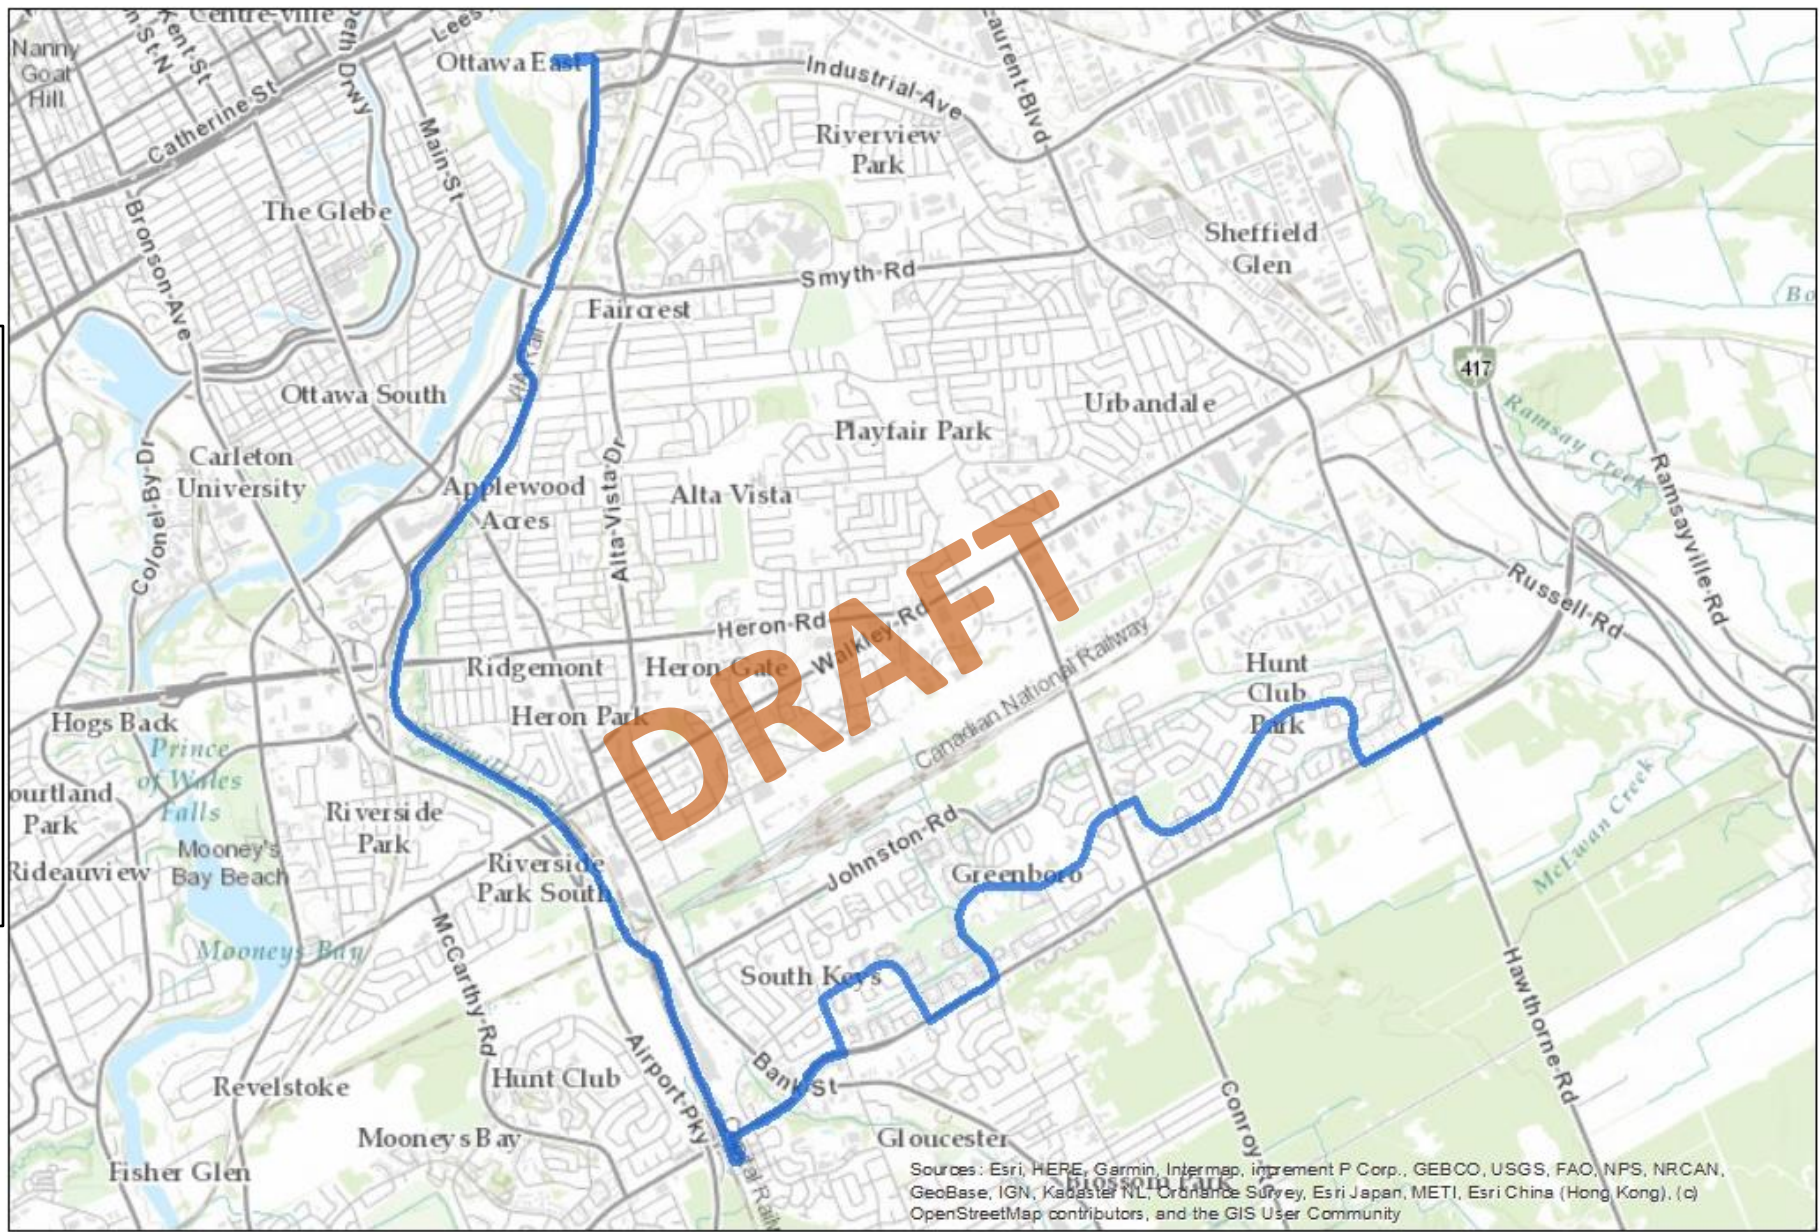 Centre-ville
Nanny
Goat
Hill
Kent-St
St-N
Catherine St
Lees
Drwy
Ottawa East
Industrial-Ave
aurent-Blvd
Riverview
Park
Main-St
The Glebe
Bronson-Ave
Sheffield
Glen
Smyth-Rd
Faircrest
417
Ottawa South
Urbandale
Ramsay Creek
Playfair Park
Carleton
University
Colonel-By-Dr
Applewood
Acres
Alta-Vista-Dr
Alta Vista
Ramsayville-Rd
DRAFT
Russell-Rd
Heron-Rd
Walkley-Rd
Canadian National Railway
Ridgemont
Heron Gate
Hunt
Club
Park
Hogs Back
Heron Park
Prince
of Wales
Falls
ourtland
Park
Riverside
Park
McEwan Creek
Mooney's
Bay Beach
Rideauview
Riverside
Park South
Johnston-Rd
Greenboro
Mooneys Bay
McCarthy-Rd
South Keys
Hawthorne-Rd
Airport-Pky
Bank-St
Hunt Club
Revelstoke
Conroy
Mooneys Bay
Gloucester
Fisher Glen
Blossom Park
Sources: Esri, HERE, Garmin, Intermap, increment P Corp., GEBCO, USGS, FAO, NPS, NRCAN,
GeoBase, IGN, Kadaster NL, Ordnance Survey, Esri Japan, METI, Esri China (Hong Kong), (c)
OpenStreetMap contributors, and the GIS User Community